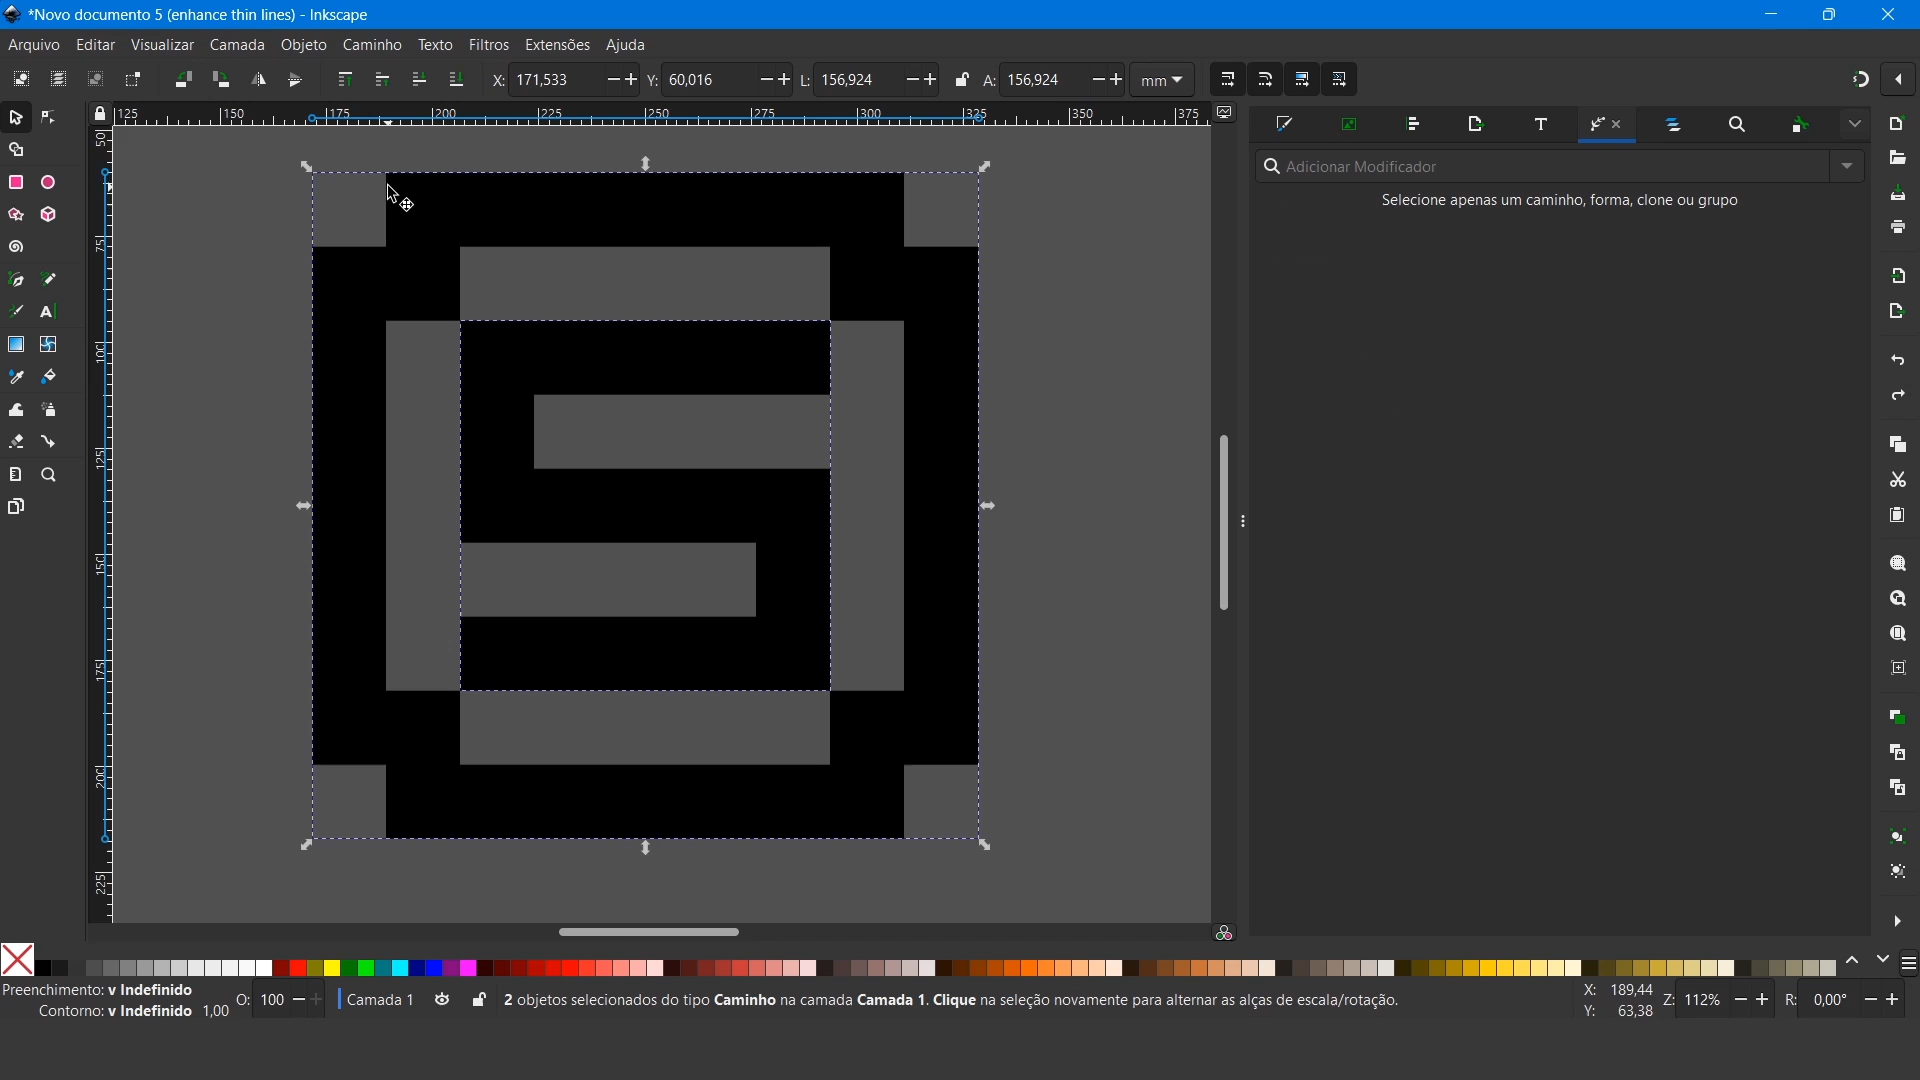 *Novo documento 5 (enhance thin lines) - Inkscape
Arquivo Editar Visualizar Camada Objeto Caminho Texto Filtros Extensões Ajuda
X: 171,533 Y: 60,016 L: 156,924 A: 156,924 mm
125 150 175 200 225 250 275 300 325 350 375
50
75
100
125
150
175
200
225
Adicionar Modificador
Selecione apenas um caminho, forma, clone ou grupo
S
Preenchimento: v Indefinido
Contorno: v Indefinido 1,00
O: 100
Camada 1
2 objetos selecionados do tipo Caminho na camada Camada 1. Clique na seleção novamente para alternar as alças de escala/rotação.
X: 189,44
Y: 63,38
Z: 112%
R: 0,00°